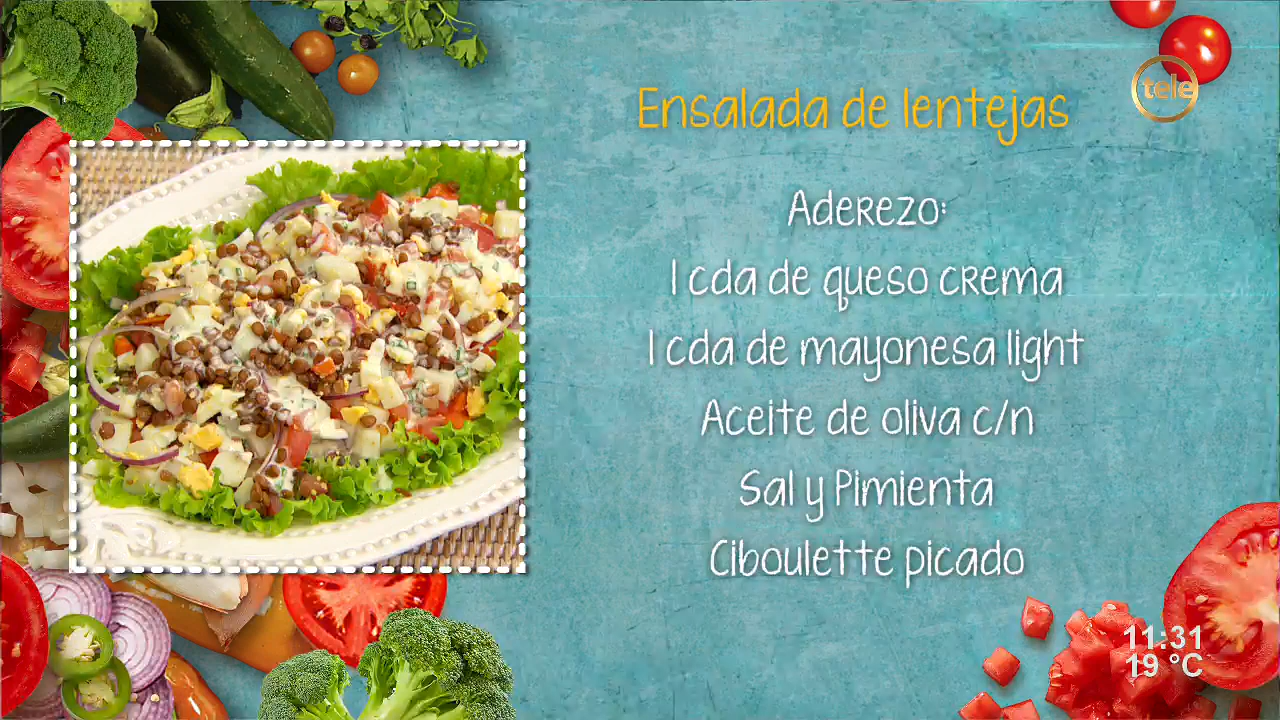 Ensalada de lentejas
tele
Aderezo:
1 cda de queso crema
1 cda de mayonesa light
Aceite de oliva c/n
Sal y Pimienta
Ciboulette picado
11:31
19 °C